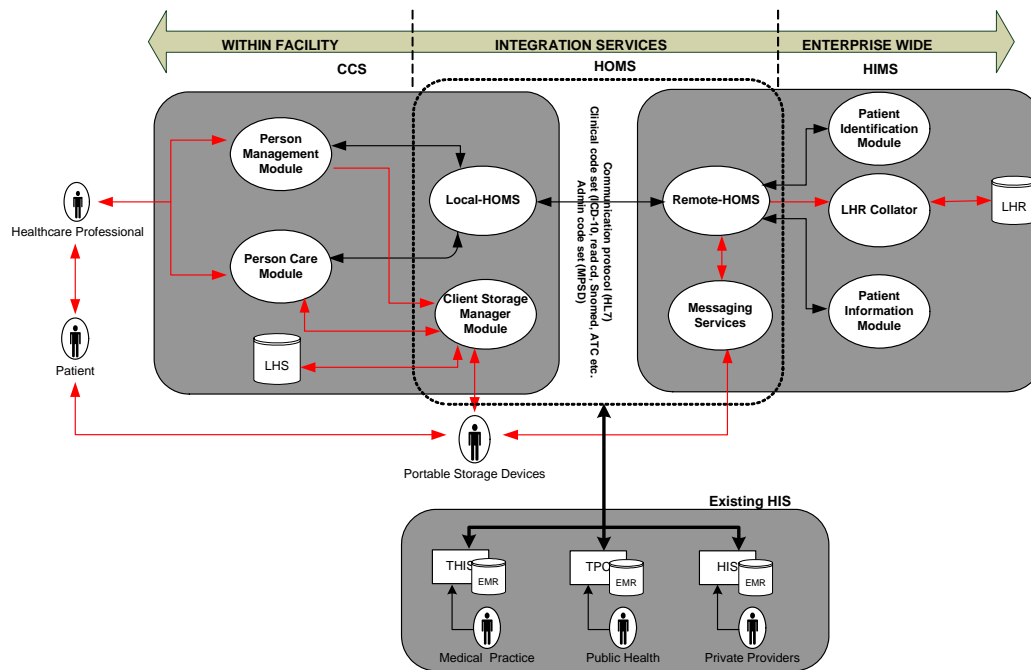 WITHIN FACILITY
INTEGRATION SERVICES
ENTERPRISE WIDE
CCS
HOMS
HIMS
Person
Management
Module
Person Care
Module
LHS
Local-HOMS
Client Storage
Manager
Module
Communication protocol (HL7)
Clinical code set (ICD-10, read cd, Snomed, ATC etc.
Admin code set (MPSD)
Remote-HOMS
Messaging
Services
Patient
Identification
Module
LHR Collator
LHR
Patient
Information
Module
Healthcare Professional
Patient
Portable Storage Devices
Existing HIS
THIS
EMR
TPC
EMR
HIS
EMR
Medical Practice
Public Health
Private Providers